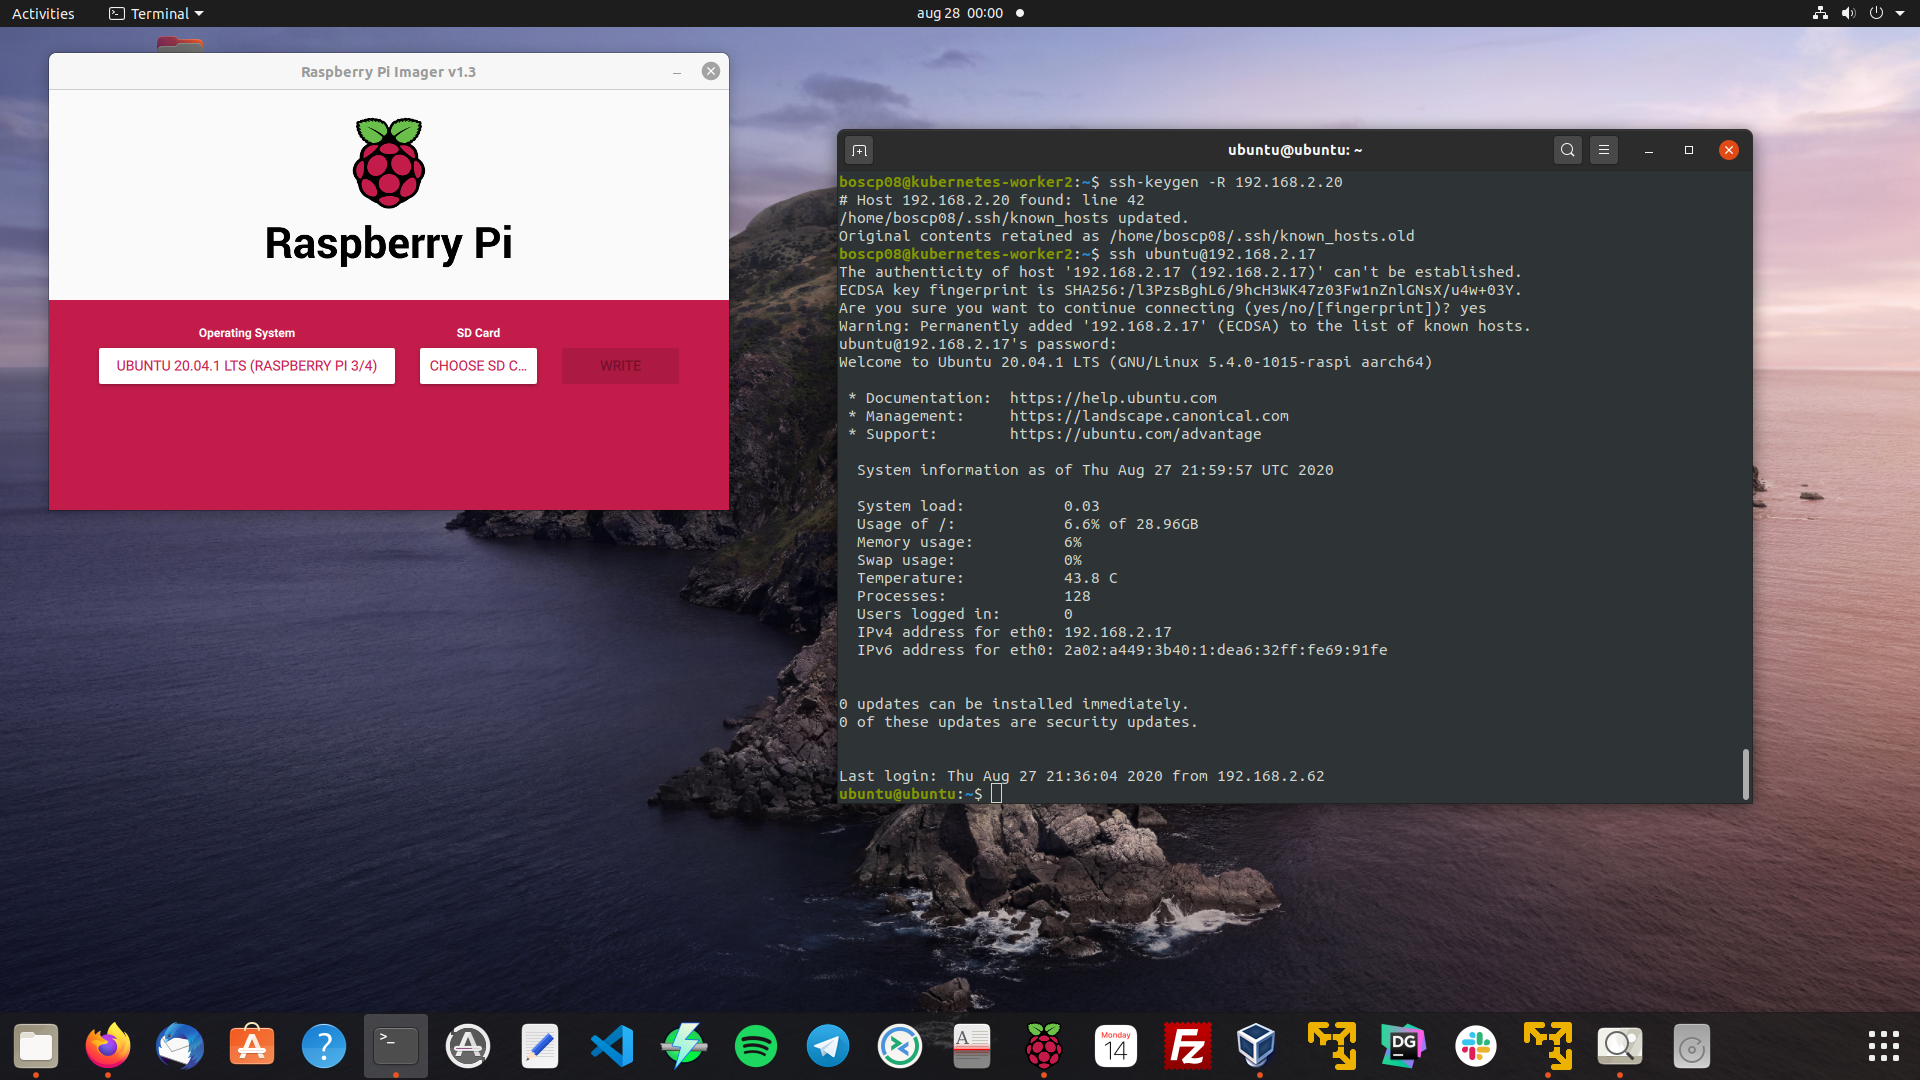 Activities
Terminal
aug 28 00:00
Raspberry Pi Imager v1.3
Raspberry Pi
Operating System
SD Card
UBUNTU 20.04.1 LTS (RASPBERRY PI 3/4)
CHOOSE SD C...
WRITE
ubuntu@ubuntu: ~
boscp08@kubernetes-worker2:~$ ssh-keygen -R 192.168.2.20
# Host 192.168.2.20 found: line 42
/home/boscp08/.ssh/known_hosts updated.
Original contents retained as /home/boscp08/.ssh/known_hosts.old
boscp08@kubernetes-worker2:~$ ssh ubuntu@192.168.2.17
The authenticity of host '192.168.2.17 (192.168.2.17)' can't be established.
ECDSA key fingerprint is SHA256:/l3PzsBghL6/9hcH3WK47z03Fw1nZnlGNsX/u4w+03Y.
Are you sure you want to continue connecting (yes/no/[fingerprint])? yes
Warning: Permanently added '192.168.2.17' (ECDSA) to the list of known hosts.
ubuntu@192.168.2.17's password:
Welcome to Ubuntu 20.04.1 LTS (GNU/Linux 5.4.0-1015-raspi aarch64)
* Documentation: https://help.ubuntu.com
* Management: https://landscape.canonical.com
* Support: https://ubuntu.com/advantage
System information as of Thu Aug 27 21:59:57 UTC 2020
System load: 0.03
Usage of /: 6.6% of 28.96GB
Memory usage: 6%
Swap usage: 0%
Temperature: 43.8 C
Processes: 128
Users logged in: 0
IPv4 address for eth0: 192.168.2.17
IPv6 address for eth0: 2a02:a449:3b40:1:dea6:32ff:fe69:91fe
0 updates can be installed immediately.
0 of these updates are security updates.
Last login: Thu Aug 27 21:36:04 2020 from 192.168.2.62
ubuntu@ubuntu:~$
Monday
14
FZ
DG